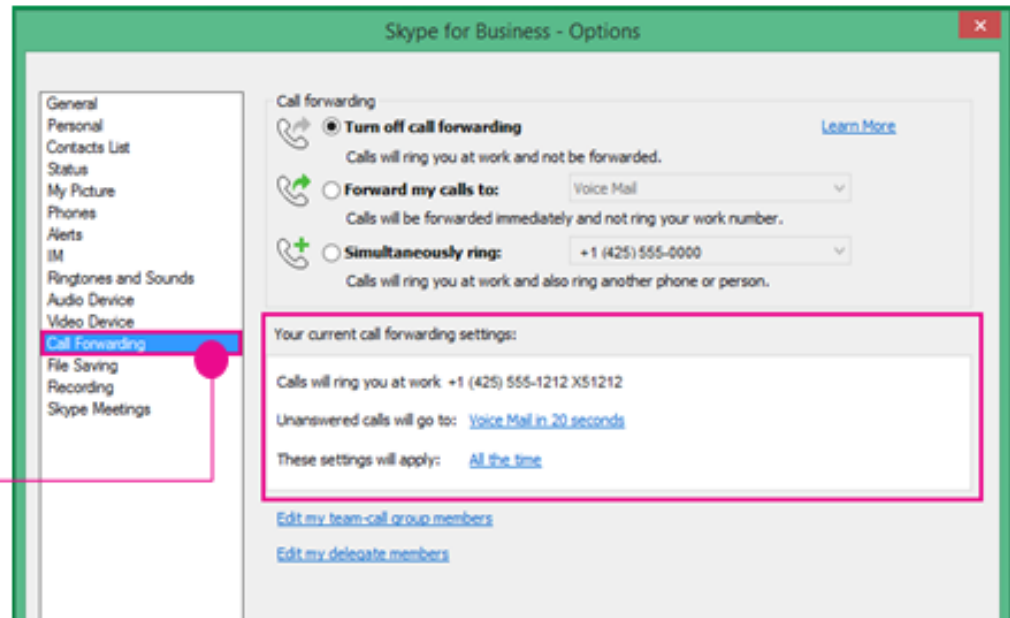 Skype for Business - Options
General
Personal
Contacts List
Status
My Picture
Phones
Alerts
IM
Ringtones and Sounds
Audio Device
Video Device
Call Forwarding
File Saving
Recording
Skype Meetings
Call forwarding
Turn off call forwarding
Learn More
Calls will ring you at work and not be forwarded.
Forward my calls to:
Voice Mail
Calls will be forwarded immediately and not ring your work number.
Simultaneously ring:
+1 (425) 555-0000
Calls will ring you at work and also ring another phone or person.
Your current call forwarding settings:
Calls will ring you at work +1 (425) 555-1212 X51212
Unanswered calls will go to: Voice Mail in 20 seconds
These settings will apply: All the time
Edit my team-call group members
Edit my delegate members